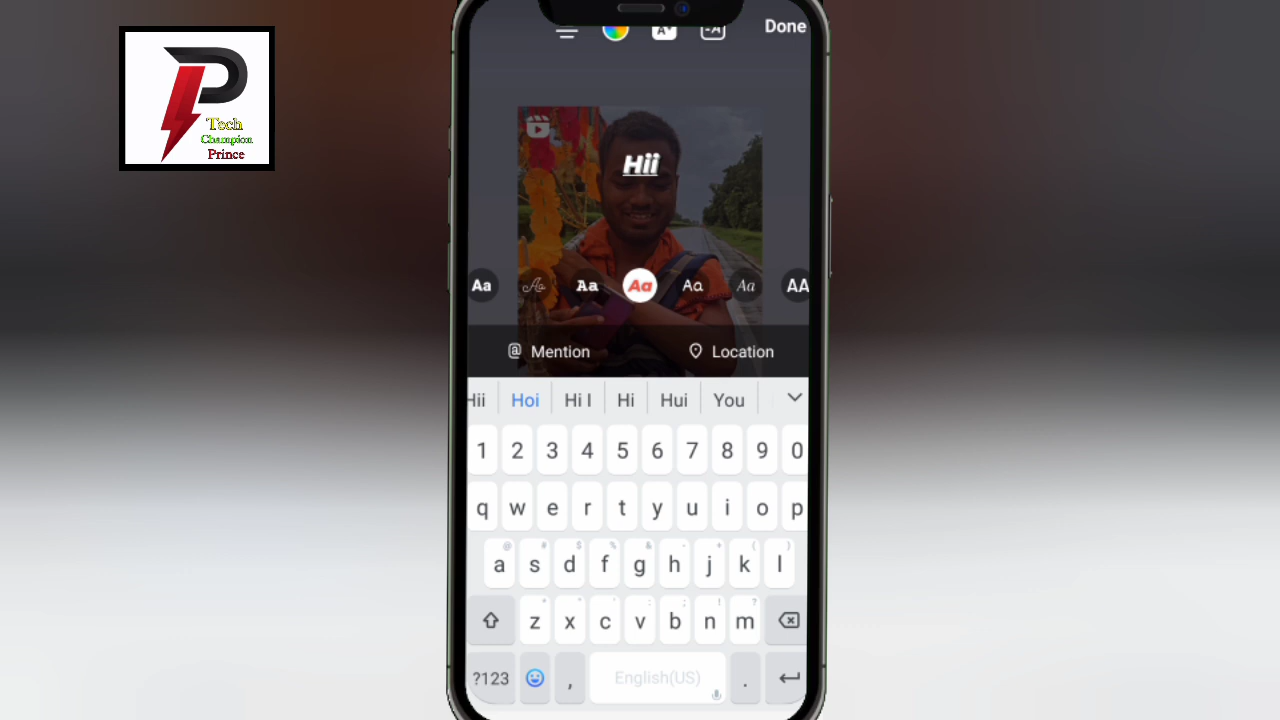 Done
Tech
Champion
Prince
Hii
Aa Aa Aa Aa Aa Aa AA
Mention Location
Hii Hoi Hi I Hi Hui You
1 2 3 4 5 6 7 8 9 0
q w e r t y u i o p
a s d f g h j k l
z x c v b n m
?123 , English(US) .